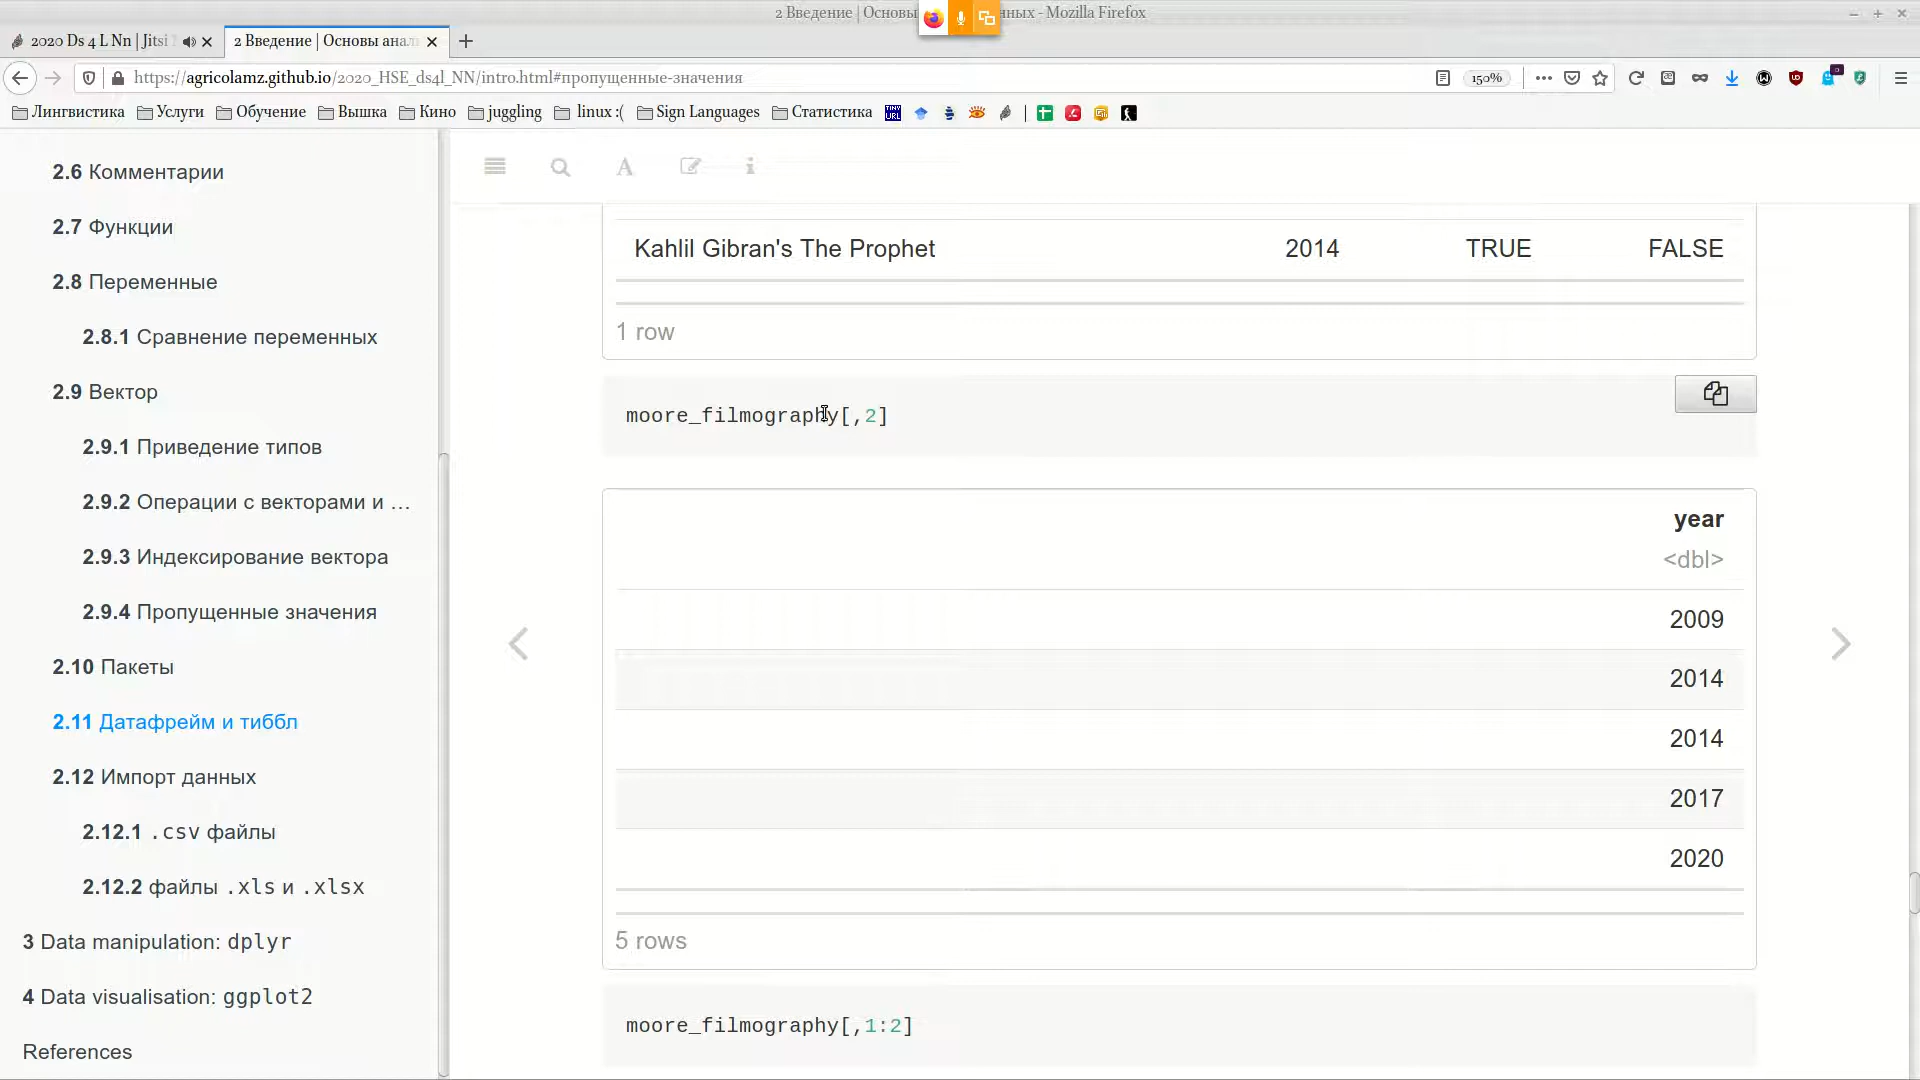 2 Введение | Основы
нных - Mozilla Firefox
2020 Ds 4 L Nn | Jitsi
2 Введение | Основы анал
https://agricolamz.github.io/2020_HSE_ds4l_NN/intro.html#пропущенные-значения
150%
Лингвистика
Услуги
Обучение
Вышка
Кино
juggling
linux :(
Sign Languages
Статистика
TINY
URL
2.6 Комментарии
2.7 Функции
2.8 Переменные
2.8.1 Сравнение переменных
2.9 Вектор
2.9.1 Приведение типов
2.9.2 Операции с векторами и …
2.9.3 Индексирование вектора
2.9.4 Пропущенные значения
2.10 Пакеты
2.11 Датафрейм и тиббл
2.12 Импорт данных
2.12.1 .csv файлы
2.12.2 файлы .xls и .xlsx
3 Data manipulation: dplyr
4 Data visualisation: ggplot2
References
Kahlil Gibran's The Prophet 2014 TRUE FALSE
1 row
moore_filmography[,2]
year
<dbl>
2009
2014
2014
2017
2020
5 rows
moore_filmography[,1:2]